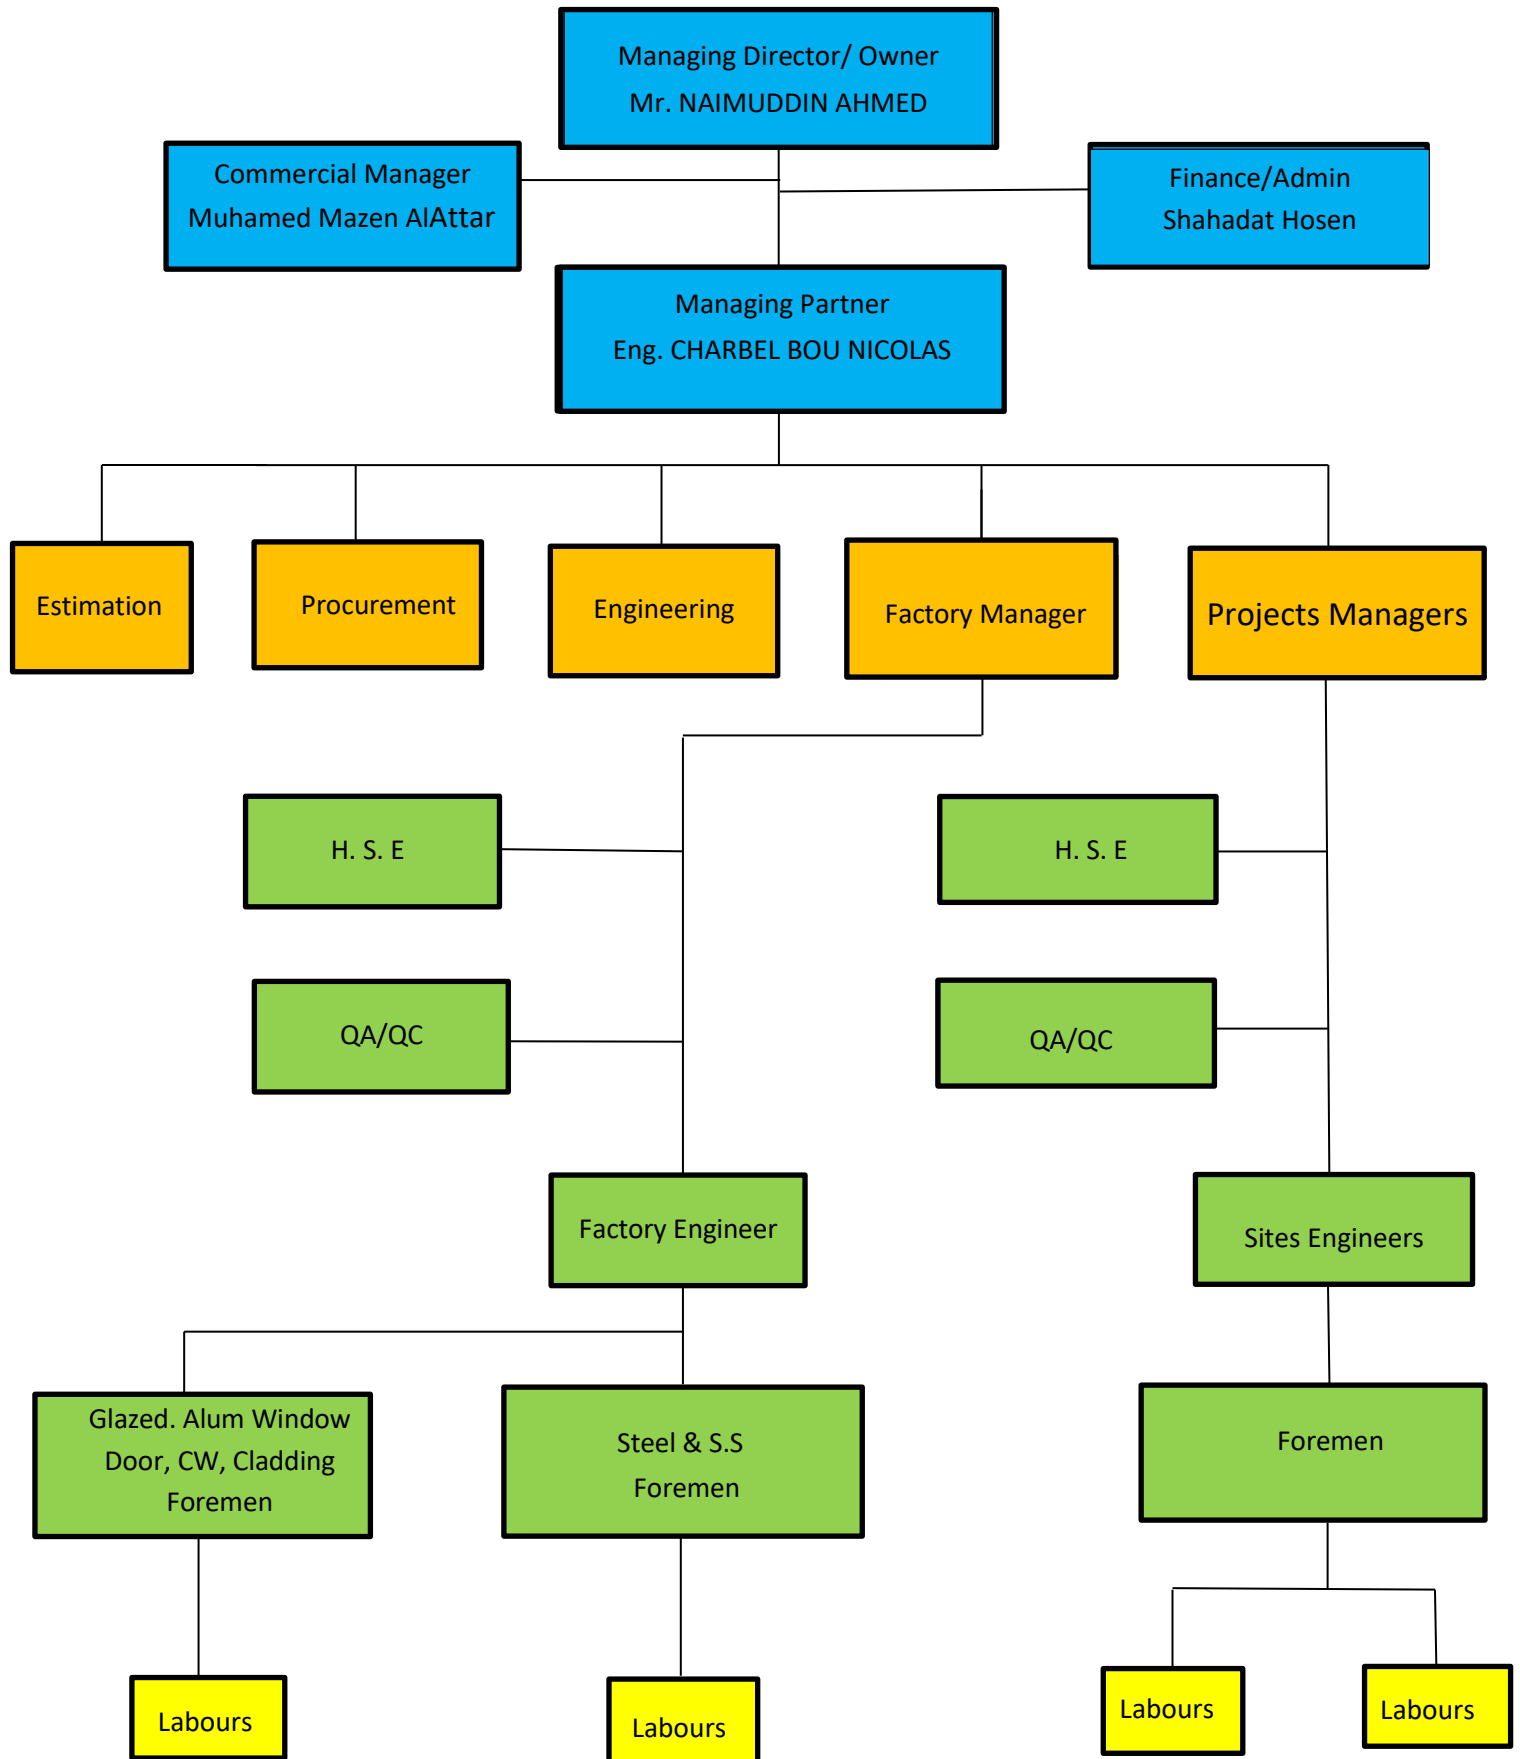 Managing Director/ Owner
Mr. NAIMUDDIN AHMED
Commercial Manager
Muhamed Mazen AlAttar
Finance/Admin
Shahadat Hosen
Managing Partner
Eng. CHARBEL BOU NICOLAS
Estimation
Procurement
Engineering
Factory Manager
Projects Managers
H. S. E
H. S. E
QA/QC
QA/QC
Factory Engineer
Sites Engineers
Glazed. Alum Window
Door, CW, Cladding
Foremen
Steel & S.S
Foremen
Foremen
Labours
Labours
Labours
Labours